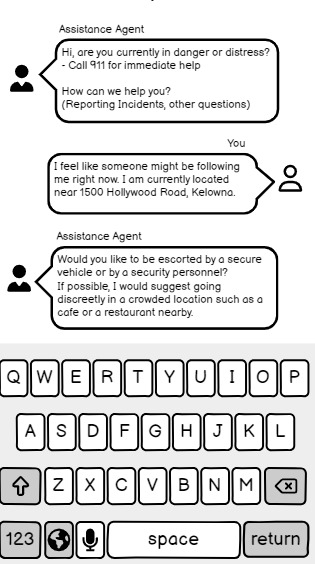 Assistance Agent
Hi, are you currently in danger or distress?
- Call 911 for immediate help
How can we help you?
(Reporting Incidents, other questions)
You
I feel like someone might be following
me right now. I am currently located
near 1500 Hollywood Road, Kelowna.
Assistance Agent
Would you like to be escorted by a secure
vehicle or by a security personnel?
If possible, I would suggest going
discreetly in a crowded location such as a
cafe or a restaurant nearby.
Q W E R T Y U I O P
A S D F G H J K L
Z X C V B N M
123 space return